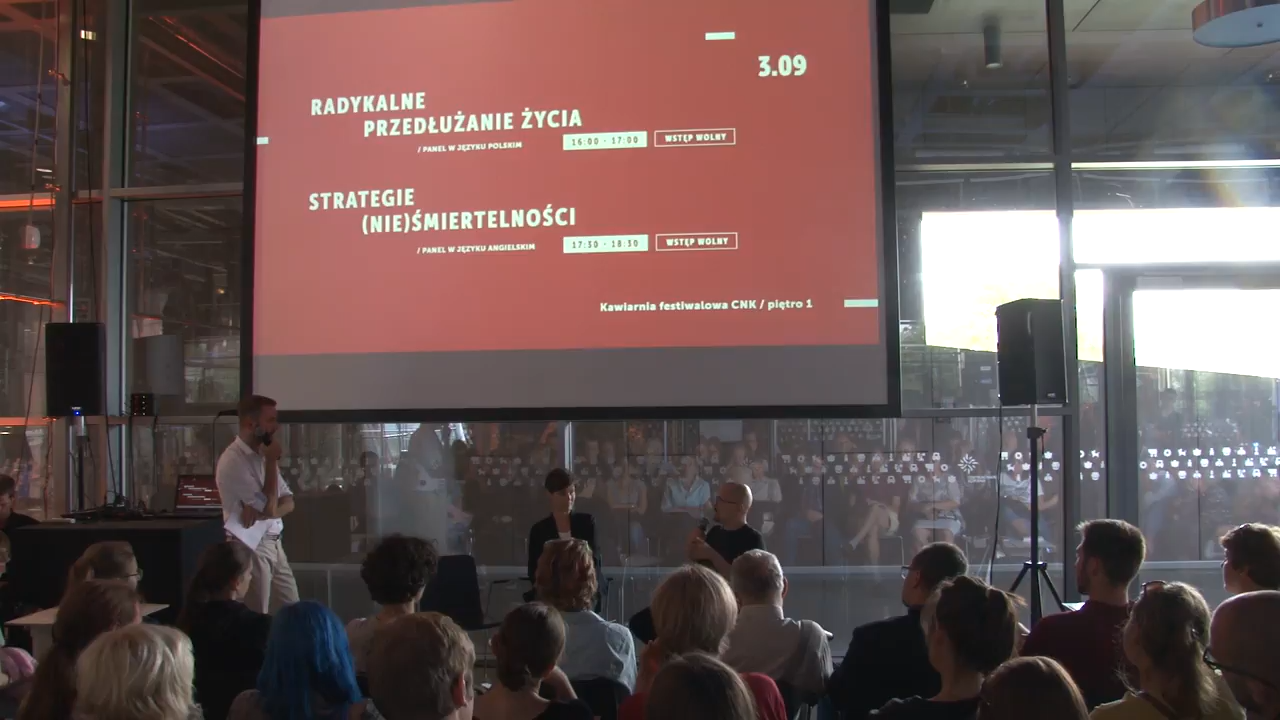 3.09
RADYKALNE
PRZEDŁUŻANIE ŻYCIA
/ PANEL W JĘZYKU POLSKIM
16:00 - 17:00
WSTĘP WOLNY
STRATEGIE
(NIE)ŚMIERTELNOŚCI
/ PANEL W JĘZYKU ANGIELSKIM
17:30 - 18:30
WSTĘP WOLNY
Kawiarnia festiwalowa CNK / piętro 1